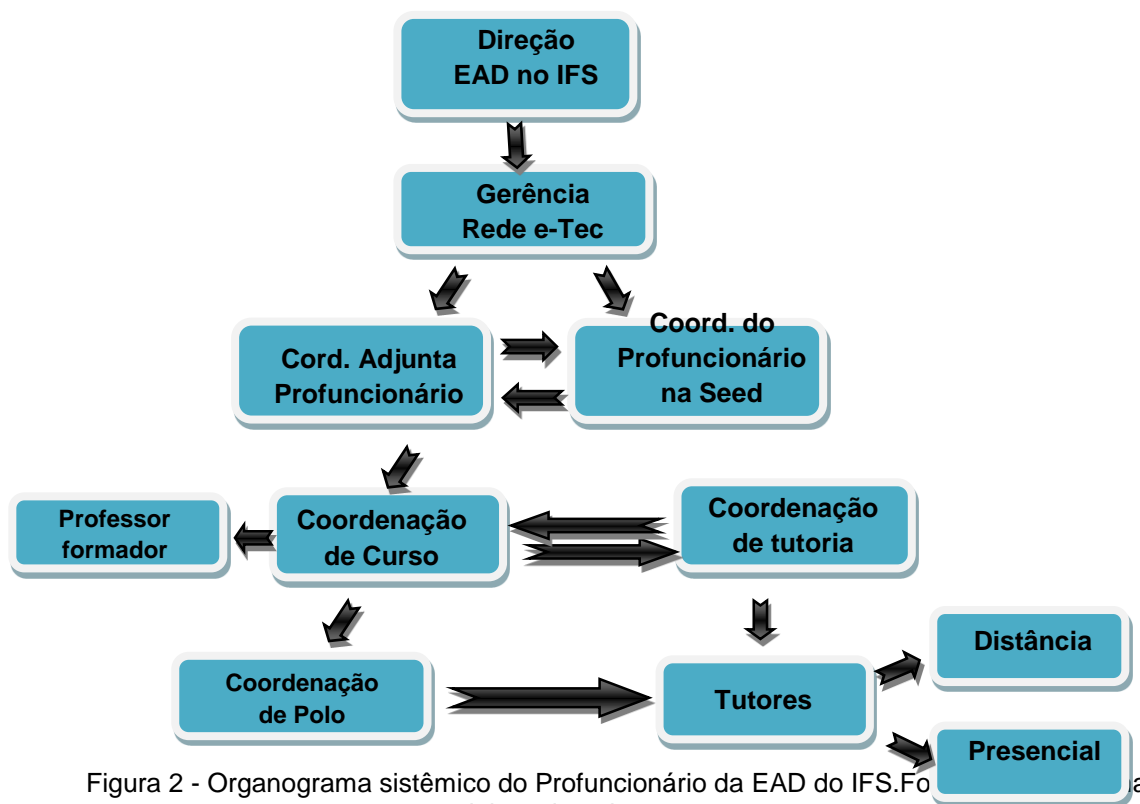 Direção
EAD no IFS
Gerência
Rede e-Tec
Cord. Adjunta
Profuncionário
Coord. do
Profuncionário
na Seed
Professor
formador
Coordenação
de Curso
Coordenação
de tutoria
Distância
Coordenação
de Polo
Tutores
Presencial
Figura 2 - Organograma sistêmico do Profuncionário da EAD do IFS.